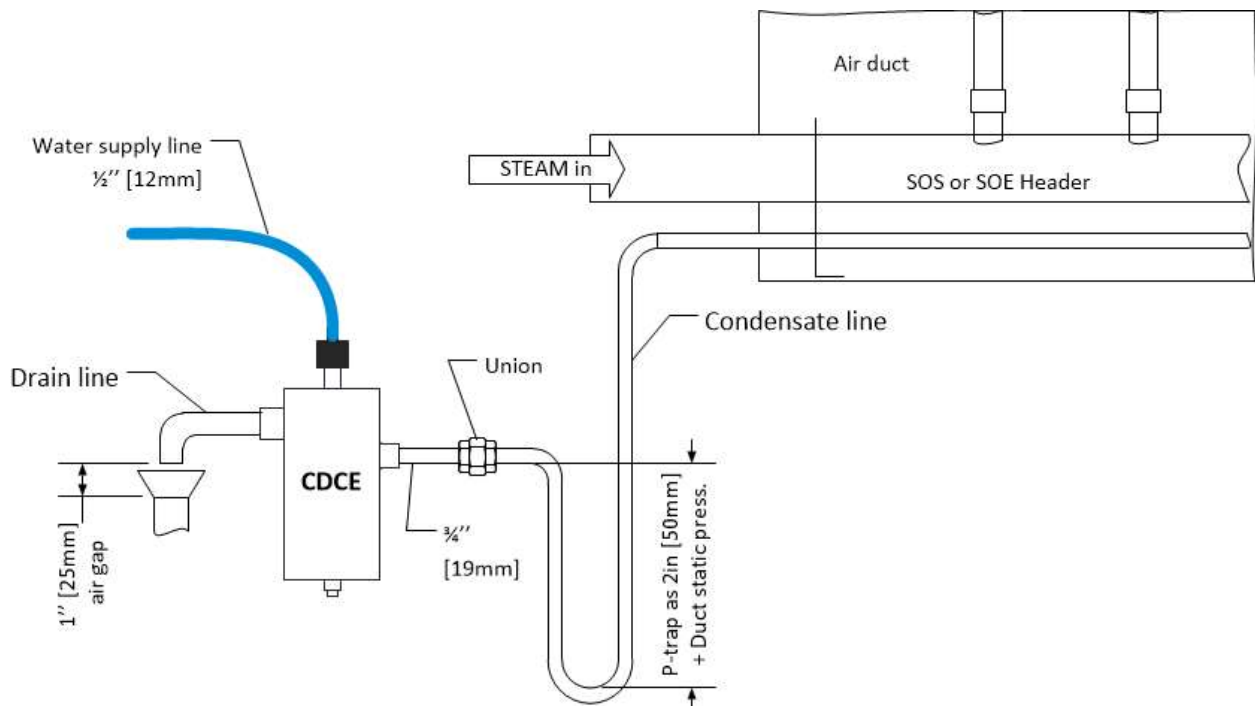 Air duct
Water supply line
½’’ [12mm]
STEAM in
SOS or SOE Header
Condensate line
Union
Drain line
CDCE
¾’’
[19mm]
1’’ [25mm]
air gap
P-trap as 2in [50mm]
+ Duct static press.